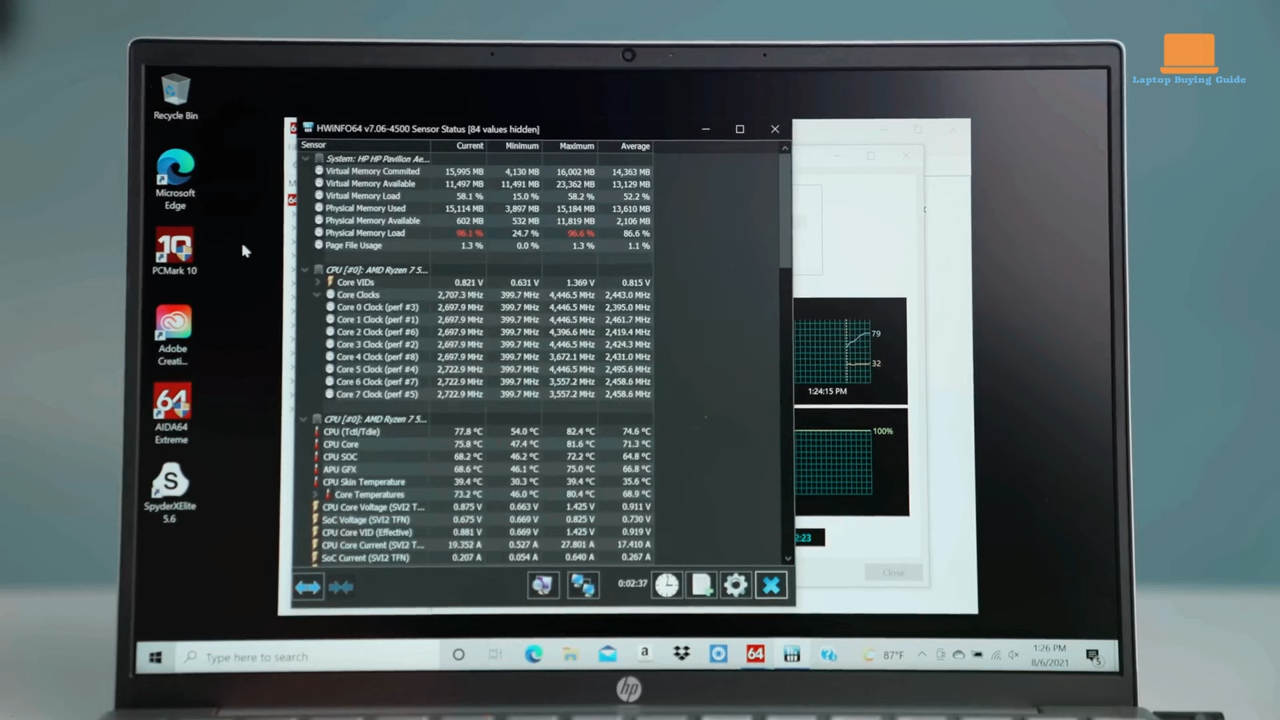 Laptop Buying Guide
Recycle Bin
Microsoft
Edge
PCMark 10
Adobe
Creati...
64
AIDA64
Extreme
SpyderXElite
5.6
HWiNFO64 v7.06-4500 Sensor Status [84 values hidden]
Sensor Current Minimum Maximum Average
System: HP HP Pavilion Ae...
Virtual Memory Commited 15,995 MB 4,130 MB 16,002 MB 14,363 MB
Virtual Memory Available 11,497 MB 11,491 MB 23,362 MB 13,129 MB
Virtual Memory Load 58.1 % 15.0 % 58.2 % 52.2 %
Physical Memory Used 15,114 MB 3,897 MB 15,184 MB 13,610 MB
Physical Memory Available 602 MB 532 MB 11,819 MB 2,106 MB
Physical Memory Load 96.1 % 24.7 % 96.6 % 86.6 %
Page File Usage 1.3 % 0.0 % 1.3 % 1.1 %
CPU [#0]: AMD Ryzen 7 5...
Core VIDs 0.821 V 0.631 V 1.369 V 0.815 V
Core Clocks 2,707.3 MHz 399.7 MHz 4,446.5 MHz 2,443.0 MHz
Core 0 Clock (perf #3) 2,697.9 MHz 399.7 MHz 4,446.5 MHz 2,395.0 MHz
Core 1 Clock (perf #1) 2,697.9 MHz 399.7 MHz 4,446.5 MHz 2,461.7 MHz
Core 2 Clock (perf #6) 2,697.9 MHz 399.7 MHz 4,396.6 MHz 2,419.4 MHz
Core 3 Clock (perf #2) 2,697.9 MHz 399.7 MHz 4,446.5 MHz 2,424.3 MHz
Core 4 Clock (perf #8) 2,697.9 MHz 399.7 MHz 3,672.1 MHz 2,431.0 MHz
Core 5 Clock (perf #4) 2,722.9 MHz 399.7 MHz 4,446.5 MHz 2,495.6 MHz
Core 6 Clock (perf #7) 2,722.9 MHz 399.7 MHz 3,557.2 MHz 2,458.6 MHz
Core 7 Clock (perf #5) 2,722.9 MHz 399.7 MHz 3,557.2 MHz 2,458.6 MHz
CPU [#0]: AMD Ryzen 7 5...
CPU (Tctl/Tdie) 77.8 °C 54.0 °C 82.4 °C 74.6 °C
CPU Core 75.8 °C 47.4 °C 81.6 °C 71.3 °C
CPU SOC 68.2 °C 46.2 °C 72.2 °C 64.8 °C
APU GFX 68.6 °C 46.1 °C 75.0 °C 66.8 °C
CPU Skin Temperature 39.4 °C 30.3 °C 39.4 °C 35.6 °C
Core Temperatures 73.2 °C 46.0 °C 80.4 °C 68.9 °C
CPU Core Voltage (SVI2 T... 0.875 V 0.663 V 1.425 V 0.911 V
SoC Voltage (SVI2 TFN) 0.675 V 0.669 V 0.825 V 0.730 V
CPU Core VID (Effective) 0.881 V 0.669 V 1.425 V 0.919 V
CPU Core Current (SVI2 T... 19.352 A 0.527 A 27.801 A 17.410 A
SoC Current (SVI2 TFN) 0.207 A 0.054 A 0.640 A 0.267 A
0:02:37
79
32
1:24:15 PM
100%
2:23
Close
Type here to search
a
64
87°F
1:26 PM
8/6/2021
5
hp